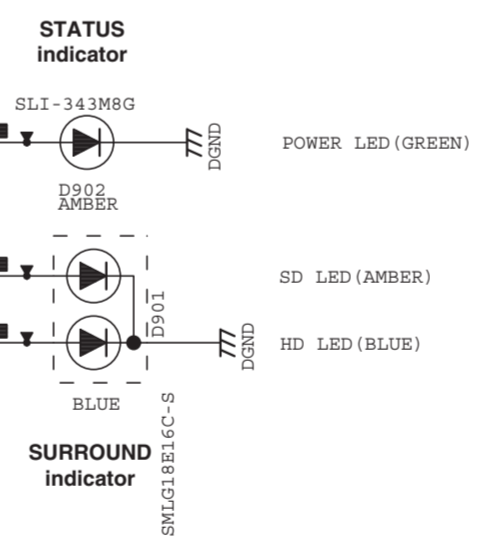 STATUS
indicator
SLI-343M8G
DGND
POWER LED(GREEN)
D902
AMBER
SD LED(AMBER)
D901
DGND
HD LED(BLUE)
BLUE
SMLG18E16C-S
SURROUND
indicator